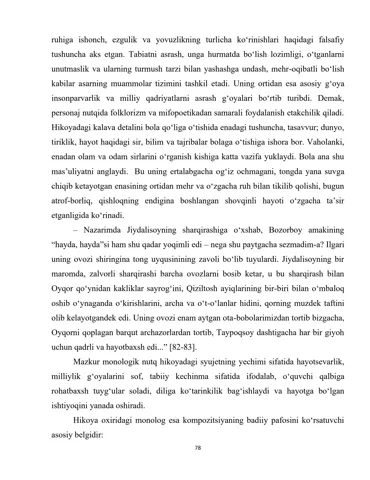 ruhiga ishonch, ezgulik va yovuzlikning turlicha ko‘rinishlari haqidagi falsafiy
tushuncha aks etgan. Tabiatni asrash, unga hurmatda bo‘lish lozimligi, o‘tganlarni
unutmaslik va ularning turmush tarzi bilan yashashga undash, mehr-oqibatli bo‘lish
kabilar asarning muammolar tizimini tashkil etadi. Uning ortidan esa asosiy g‘oya
insonparvarlik va milliy qadriyatlarni asrash g‘oyalari bo‘rtib turibdi. Demak,
personaj nutqida folklorizm va mifopoetikadan samarali foydalanish etakchilik qiladi.
Hikoyadagi kalava detalini bola qo‘liga o‘tishida enadagi tushuncha, tasavvur; dunyo,
tiriklik, hayot haqidagi sir, bilim va tajribalar bolaga o‘tishiga ishora bor. Vaholanki,
enadan olam va odam sirlarini o‘rganish kishiga katta vazifa yuklaydi. Bola ana shu
mas’uliyatni anglaydi. Bu uning ertalabgacha og‘iz ochmagani, tongda yana suvga
chiqib ketayotgan enasining ortidan mehr va o‘zgacha ruh bilan tikilib qolishi, bugun
atrof-borliq, qishloqning endigina boshlangan shovqinli hayoti o‘zgacha ta’sir
etganligida ko‘rinadi.
– Nazarimda Jiydalisoyning sharqirashiga o‘xshab, Bozorboy amakining
“hayda, hayda”si ham shu qadar yoqimli edi – nega shu paytgacha sezmadim-a? Ilgari
uning ovozi shiringina tong uyqusinining zavoli bo‘lib tuyulardi. Jiydalisoyning bir
maromda, zalvorli sharqirashi barcha ovozlarni bosib ketar, u bu sharqirash bilan
Oyqor qo‘ynidan kakliklar sayrog‘ini, Qiziltosh ayiqlarining bir-biri bilan o‘mbaloq
oshib o‘ynaganda o‘kirishlarini, archa va o‘t-o‘lanlar hidini, qorning muzdek taftini
olib kelayotgandek edi. Uning ovozi enam aytgan ota-bobolarimizdan tortib bizgacha,
Oyqorni qoplagan barqut archazorlardan tortib, Taypoqsoy dashtigacha har bir giyoh
uchun qadrli va hayotbaxsh edi...” [82-83].
Mazkur monologik nutq hikoyadagi syujetning yechimi sifatida hayotsevarlik,
milliylik g‘oyalarini sof, tabiiy kechinma sifatida ifodalab, o‘quvchi qalbiga
rohatbaxsh tuyg‘ular soladi, diliga ko‘tarinkilik bag‘ishlaydi va hayotga bo‘lgan
ishtiyoqini yanada oshiradi.
Hikoya oxiridagi monolog esa kompozitsiyaning badiiy pafosini ko‘rsatuvchi
asosiy belgidir:
78